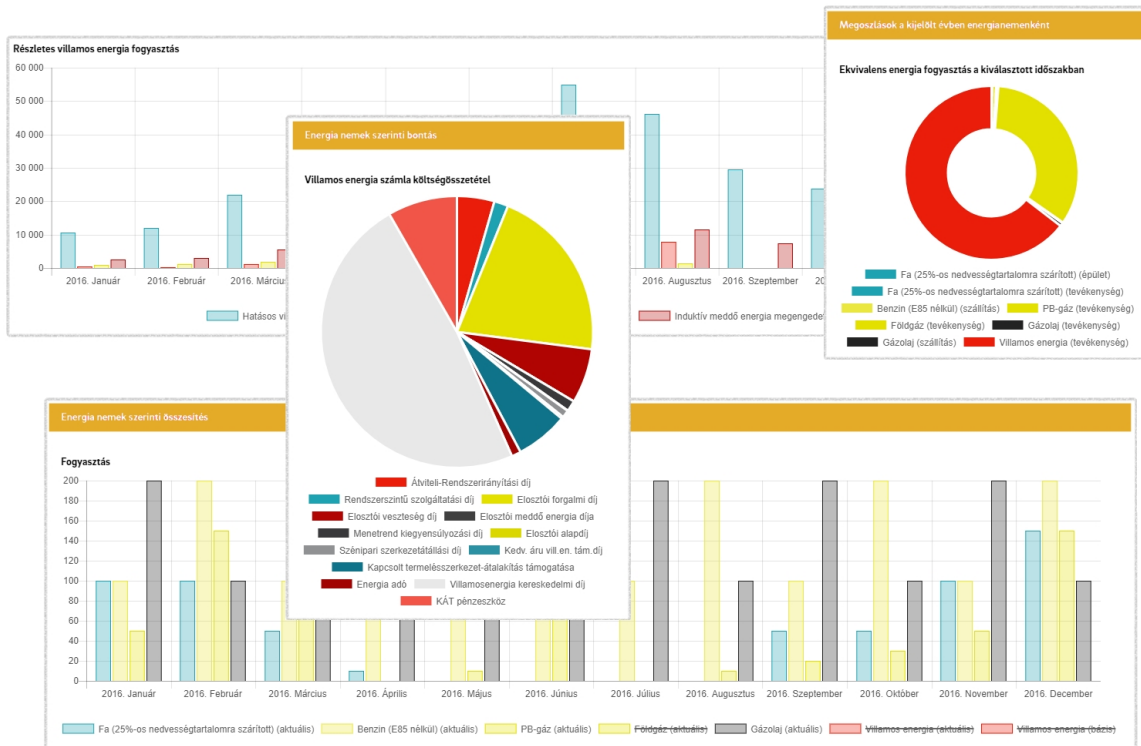 Részletes villamos energia fogyasztás
60 000
50 000
40 000
30 000
20 000
10 000
0
2016. Január
2016. Február
2016. Március
2016. Augusztus
2016. Szeptember
Induktív meddő energia
Megoszlások a kijelölt évben energianemenként
Ekvivalens energia fogyasztás a kiválasztott időszakban
Fa (25%-os nedvességtartalomra szárított) (épület)
Fa (25%-os nedvességtartalomra szárított) (tevékenység)
Benzin (E85 nélkül) (szállítás) PB-gáz (tevékenység)
Földgáz (tevékenység) Gázolaj (tevékenység)
Gázolaj (szállítás) Villamos energia (tevékenység)
Energia nemek szerinti bontás
Villamos energia számla költségösszetétel
Átviteli-Rendszerirányítási díj
Rendszerszintű szolgáltatási díj Elosztói forgalmi díj
Elosztói veszteség díj Elosztói meddő energia díja
Menetrend kiegyensúlyozási díj Elosztói alapdíj
Szénipari szerkezetátállási díj Kedv. áru vill.en. tám.díj
Kapcsolt termelésszerkezet-átalakítás támogatása
Energia adó Villamosenergia kereskedelmi díj
KÁT pénzeszköz
Energia nemek szerinti összesítés
Fogyasztás
200
180
160
140
120
100
80
60
40
20
0
2016. Január
2016. Február
2016. Március
2016. Április
2016. Május
2016. Június
2016. Július
2016. Augusztus
2016. Szeptember
2016. Október
2016. November
2016. December
Fa (25%-os nedvességtartalomra szárított) (aktuális) Benzin (E85 nélkül) (aktuális) PB-gáz (aktuális) Földgáz (aktuális) Gázolaj (aktuális) Villamos energia (aktuális) Villamos energia (bázis)